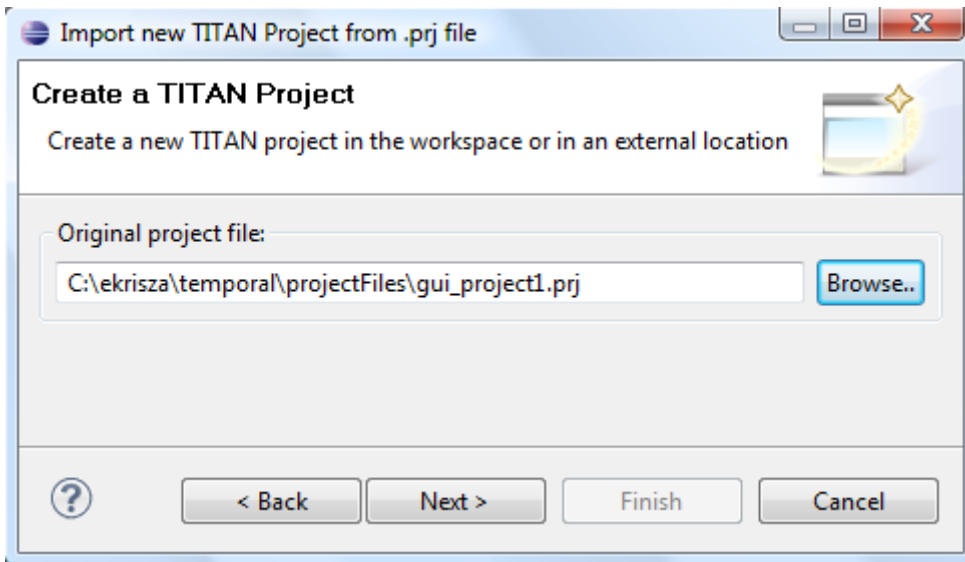 Import new TITAN Project from .prj file
Create a TITAN Project
Create a new TITAN project in the workspace or in an external location
Original project file:
C:\ekrisza\temporal\projectFiles\gui_project1.prj
Browse..
?
< Back
Next >
Finish
Cancel